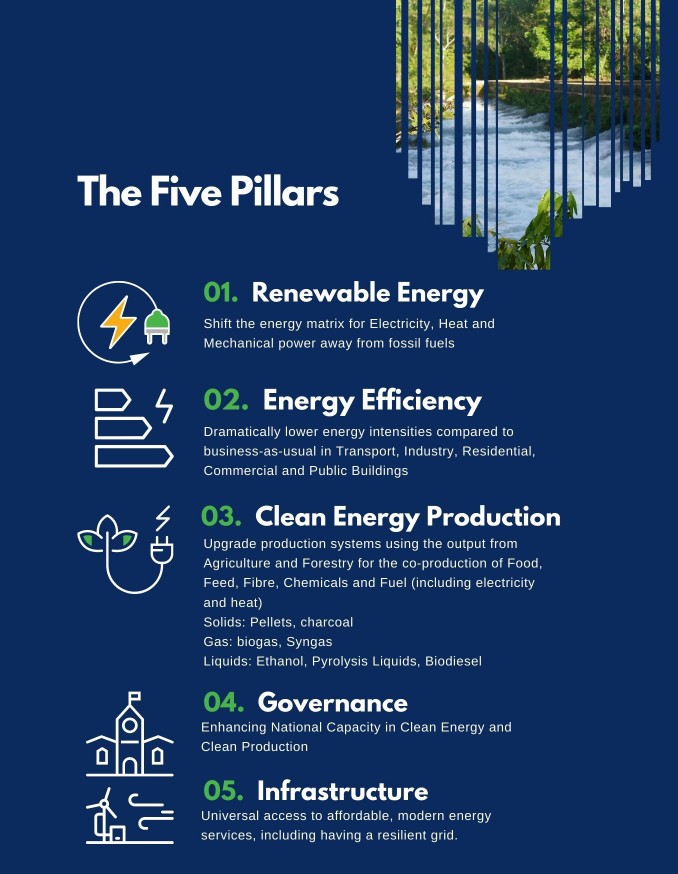 The Five Pillars
01. Renewable Energy
Shift the energy matrix for Electricity, Heat and
Mechanical power away from fossil fuels
02. Energy Efficiency
Dramatically lower energy intensities compared to
business-as-usual in Transport, Industry, Residential,
Commercial and Public Buildings
03. Clean Energy Production
Upgrade production systems using the output from
Agriculture and Forestry for the co-production of Food,
Feed, Fibre, Chemicals and Fuel (including electricity
and heat)
Solids: Pellets, charcoal
Gas: biogas, Syngas
Liquids: Ethanol, Pyrolysis Liquids, Biodiesel
04. Governance
Enhancing National Capacity in Clean Energy and
Clean Production
05. Infrastructure
Universal access to affordable, modern energy
services, including having a resilient grid.